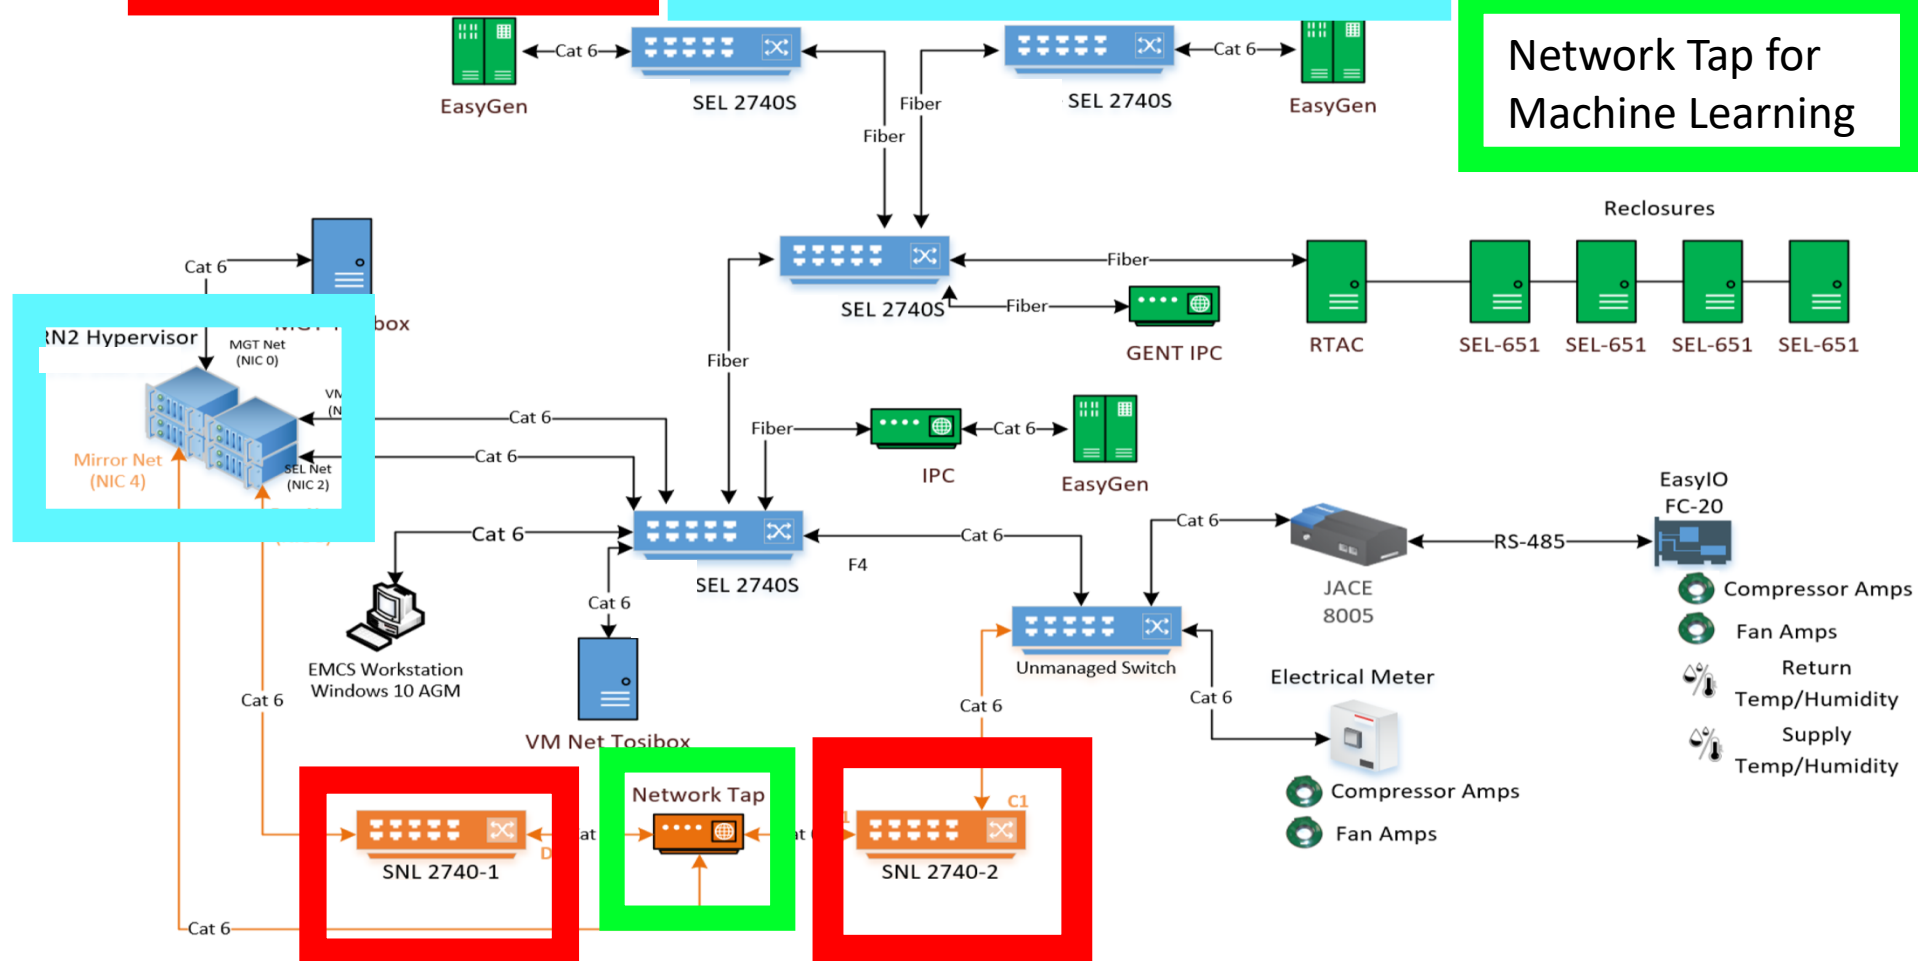 Network Tap for
Machine Learning
Cat 6
Cat 6
EasyGen
SEL 2740S
Fiber
Fiber
SEL 2740S
EasyGen
Reclosures
Cat 6
Fiber
SEL 2740S
Fiber
GENT IPC
RTAC
SEL-651
SEL-651
SEL-651
SEL-651
box
RN2 Hypervisor
MGT Net
(NIC 0)
Fiber
Cat 6
Fiber
Cat 6
IPC
EasyGen
Mirror Net
(NIC 4)
Cat 6
SEL Net
(NIC 2)
EasyIO
FC-20
Cat 6
Cat 6
Cat 6
RS-485
SEL 2740S
F4
JACE
8005
Compressor Amps
Fan Amps
Return
Temp/Humidity
Supply
Temp/Humidity
Cat 6
EMCS Workstation
Windows 10 AGM
Unmanaged Switch
Electrical Meter
Cat 6
Cat 6
Cat 6
VM Net Tosibox
Compressor Amps
Fan Amps
Network Tap
C1
D
SNL 2740-1
SNL 2740-2
Cat 6